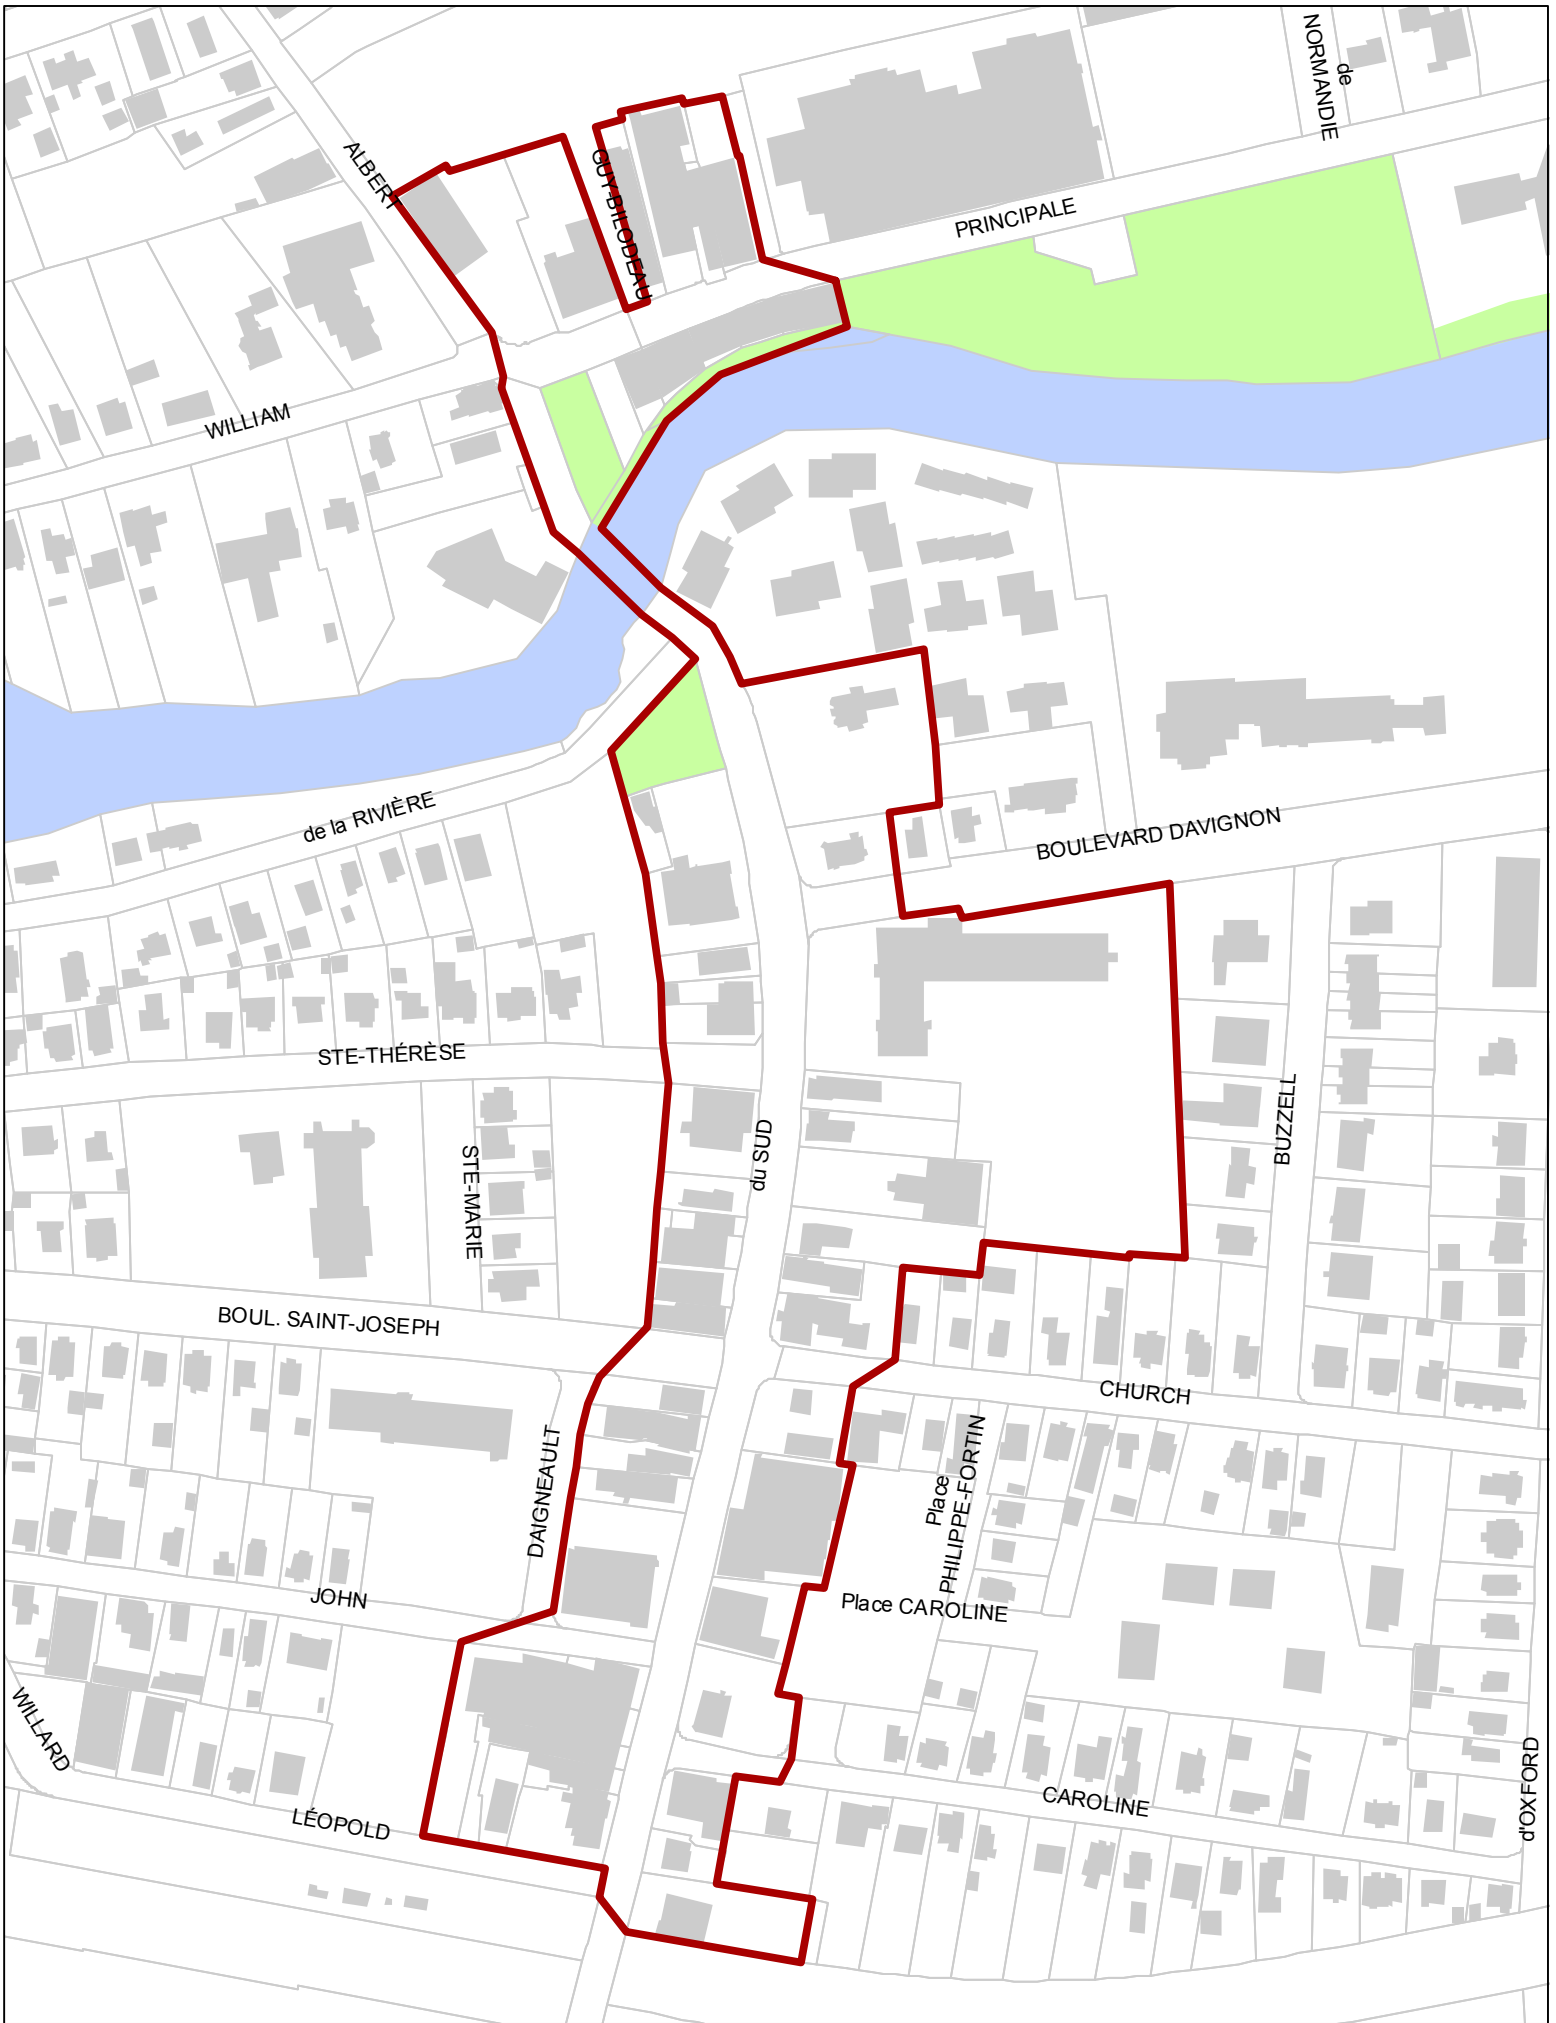 de
NORMANDIE
ALBERT
GUY-BILODEAU
PRINCIPALE
WILLIAM
de la RIVIÈRE
BOULEVARD DAVIGNON
STE-THÉRÈSE
STE-MARIE
du SUD
BUZZELL
BOUL. SAINT-JOSEPH
CHURCH
DAIGNEAULT
Place
PHILIPPE-FORTIN
JOHN
Place CAROLINE
WILLARD
LÉOPOLD
CAROLINE
d'OXFORD